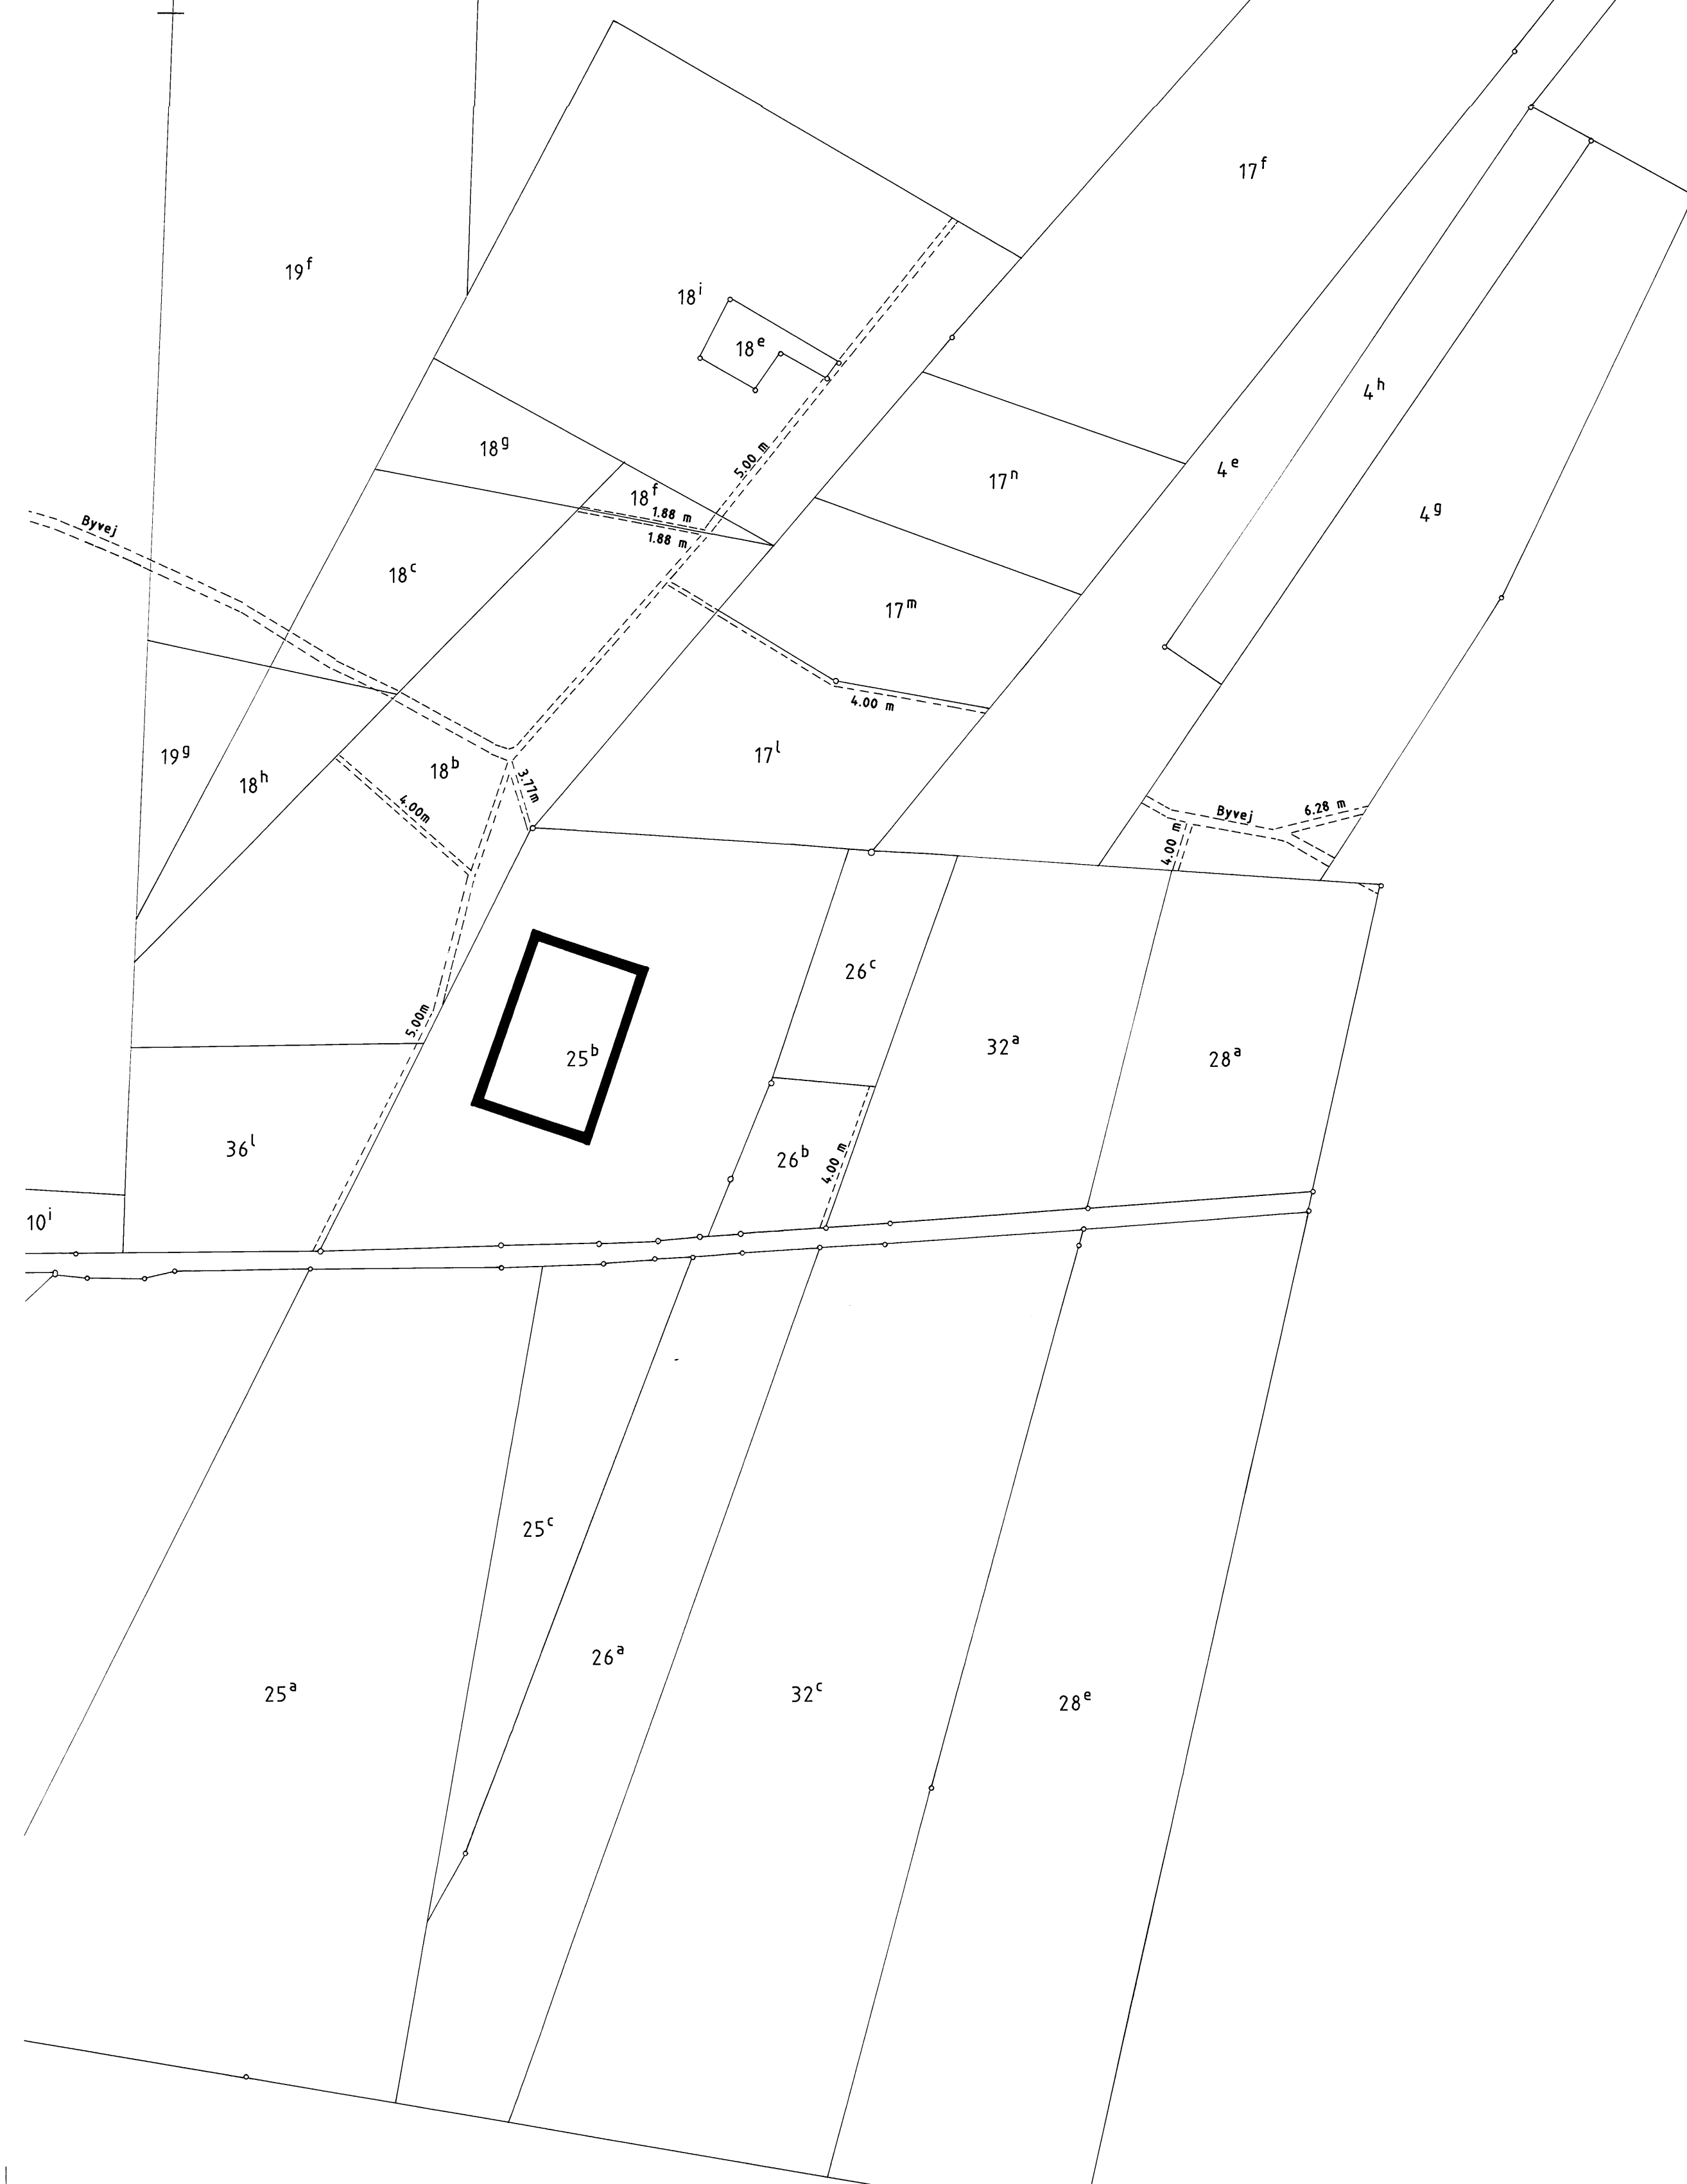 17ᶠ
19ᶠ
18ⁱ
18ᵉ
4ʰ
18ᵍ
5.00 m
4ᵉ
17ⁿ
18ᶠ
1.88 m
4ᵍ
Byvej
1.88 m
18ᶜ
17ᵐ
4.00 m
19ᵍ
18ʰ
18ᵇ
17ˡ
3.77m
4.00m
Byvej
6.28 m
4.00 m
26ᶜ
5.00m
25ᵇ
32ᵃ
28ᵃ
36ˡ
26ᵇ
4.00 m
10ⁱ
25ᶜ
26ᵃ
25ᵃ
32ᶜ
28ᵉ